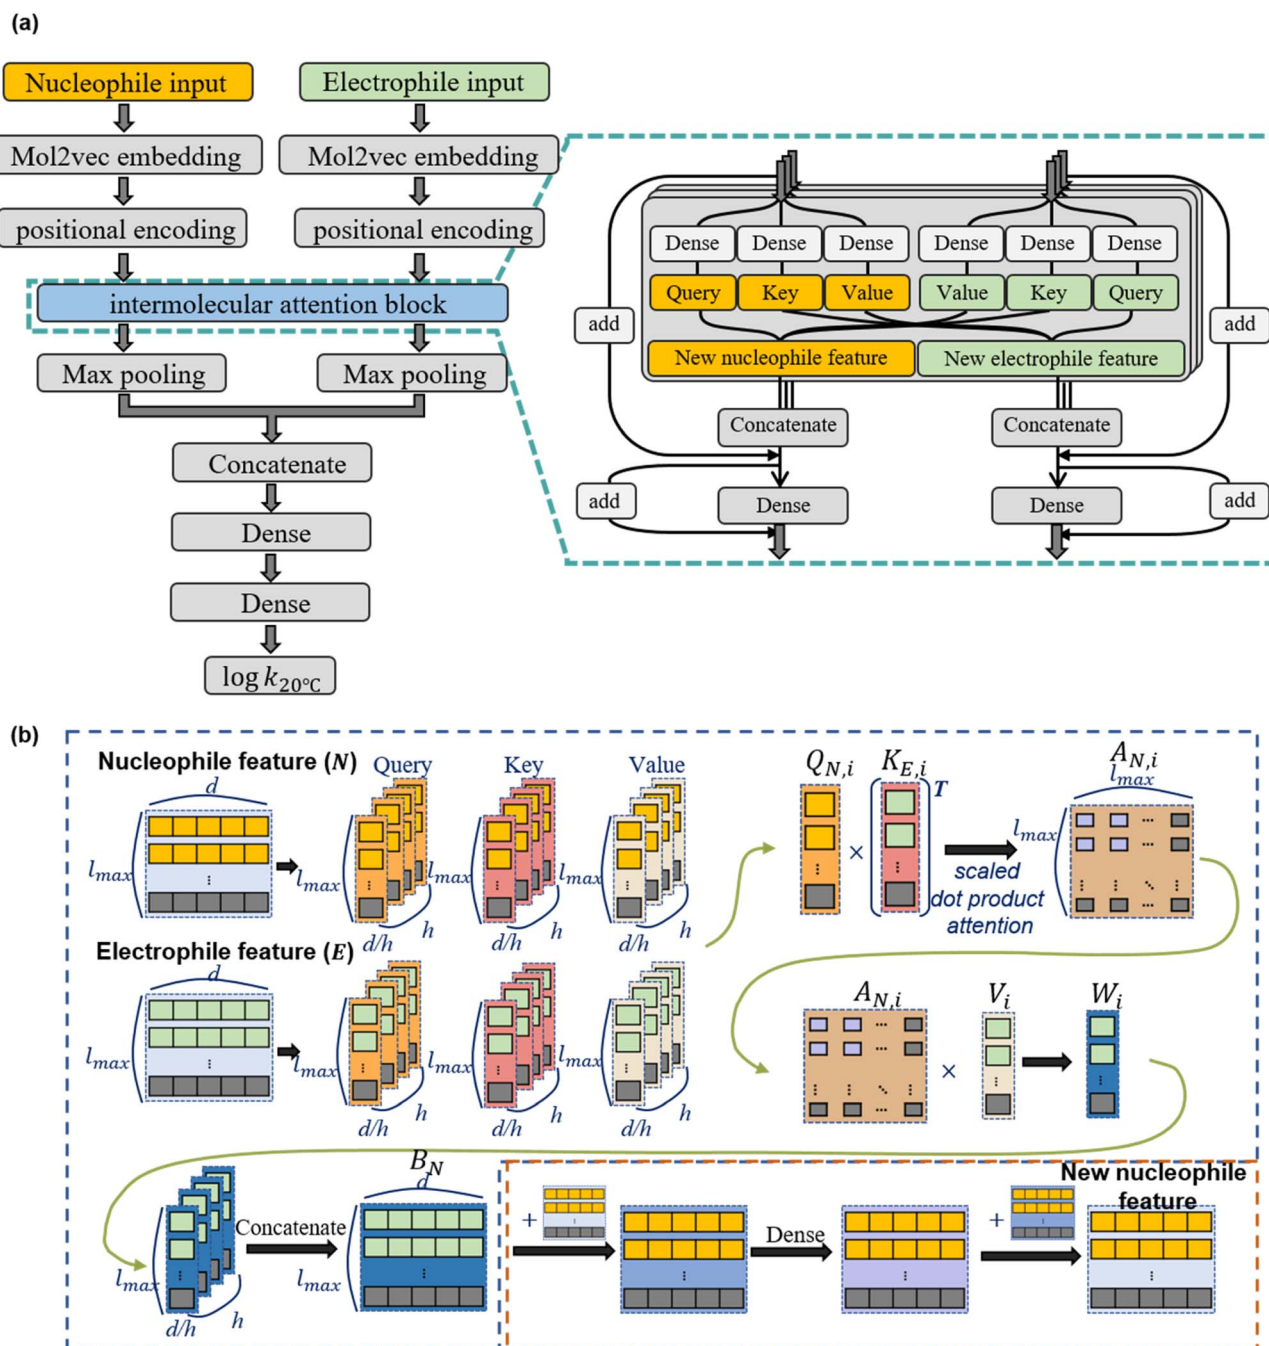 (a)
Nucleophile input
Electrophile input
Mol2vec embedding
Mol2vec embedding
positional encoding
positional encoding
intermolecular attention block
Max pooling
Max pooling
Concatenate
Dense
Dense
log k20°C
Dense Dense Dense Dense Dense Dense
Query Key Value Value Key Query
add
add
New nucleophile feature
New electrophile feature
Concatenate
Concatenate
add
Dense
Dense
add
(b)
Nucleophile feature (N)
Query Key Value
d
lmax
lmax
lmax
lmax
d/h
h
d/h
h
d/h
h
QN,i
KE,i
T
×
scaled
dot product
attention
AN,i
lmax
lmax
Electrophile feature (E)
d
lmax
lmax
lmax
lmax
d/h
h
d/h
h
d/h
h
AN,i
×
Vi
Wi
lmax
d/h
h
Concatenate
BN
d
lmax
+
Dense
+
New nucleophile
feature